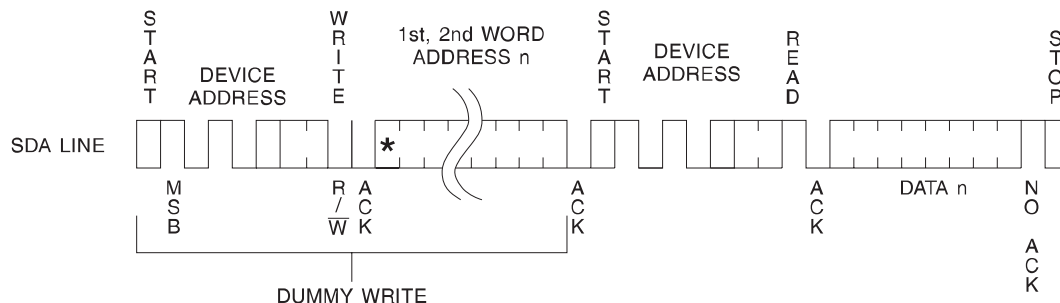 START
WRITE
1st, 2nd WORD
ADDRESS n
START
READ
STOP
DEVICE
ADDRESS
DEVICE
ADDRESS
SDA LINE
*
MSB
R/W
ACK
ACK
ACK
DATA n
NO ACK
DUMMY WRITE